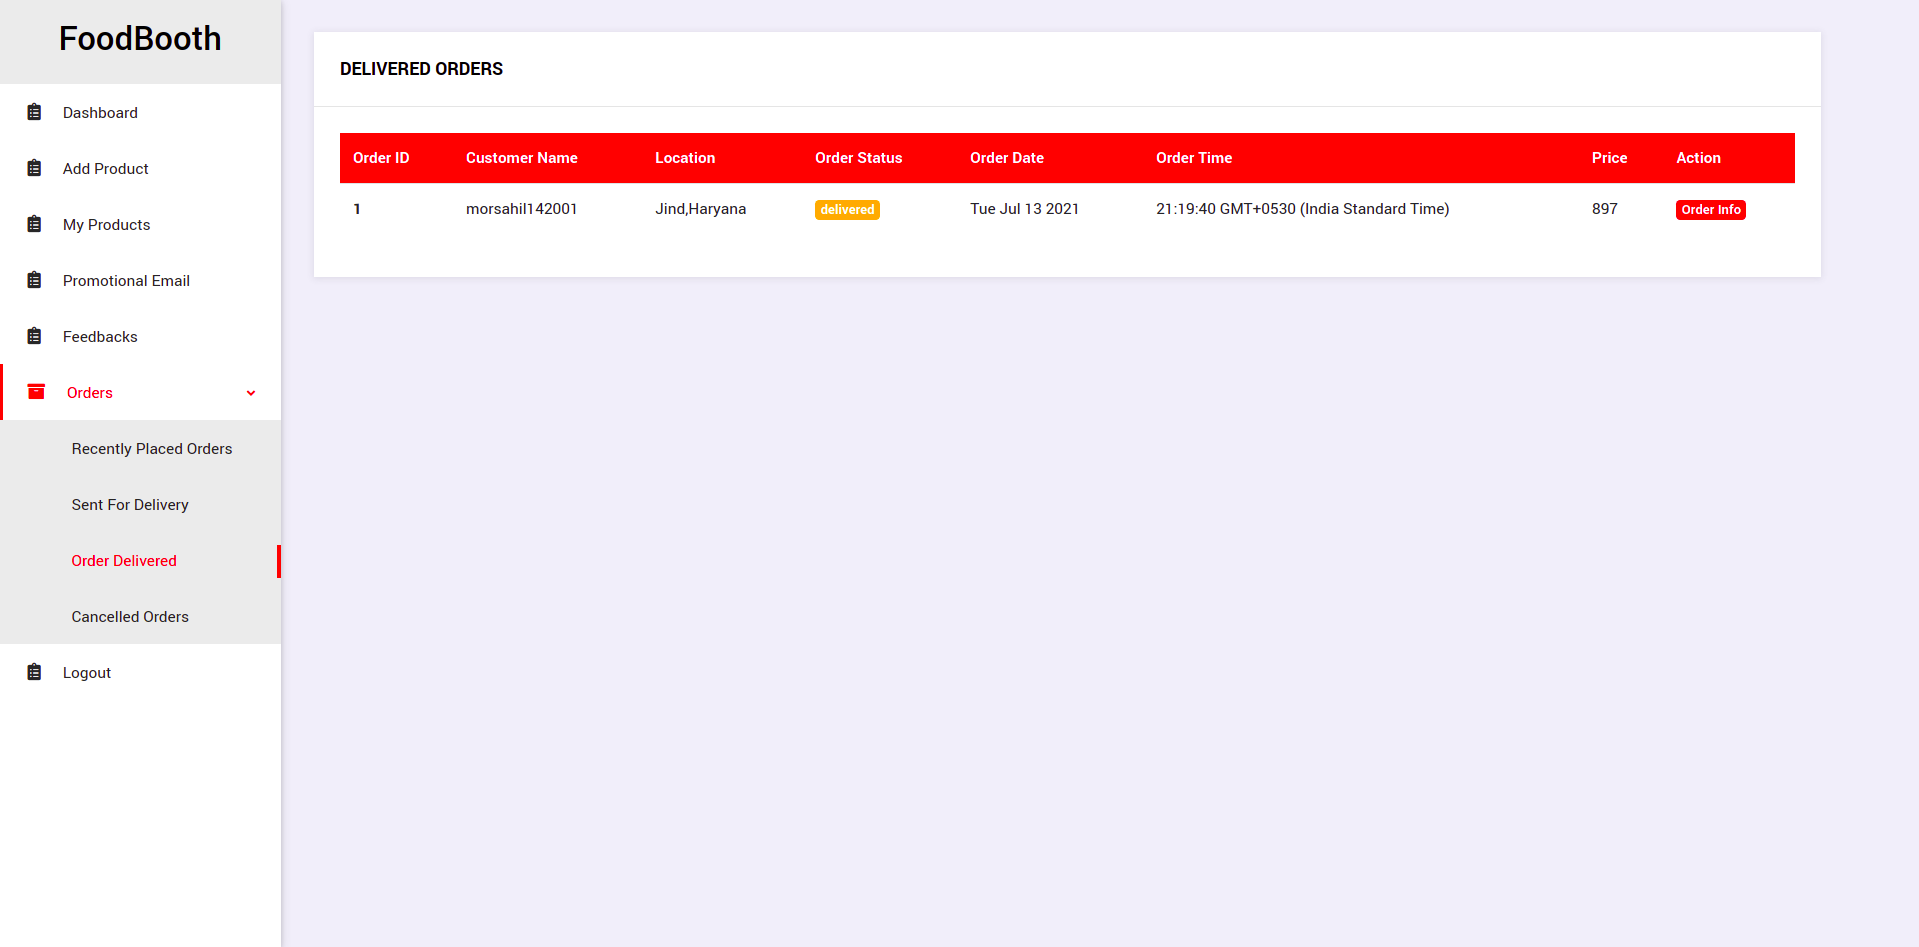 FoodBooth
Dashboard
Add Product
My Products
Promotional Email
Feedbacks
Orders
Recently Placed Orders
Sent For Delivery
Order Delivered
Cancelled Orders
Logout
DELIVERED ORDERS
Order ID Customer Name Location Order Status Order Date Order Time Price Action
1 morsahil142001 Jind,Haryana delivered Tue Jul 13 2021 21:19:40 GMT+0530 (India Standard Time) 897 Order Info